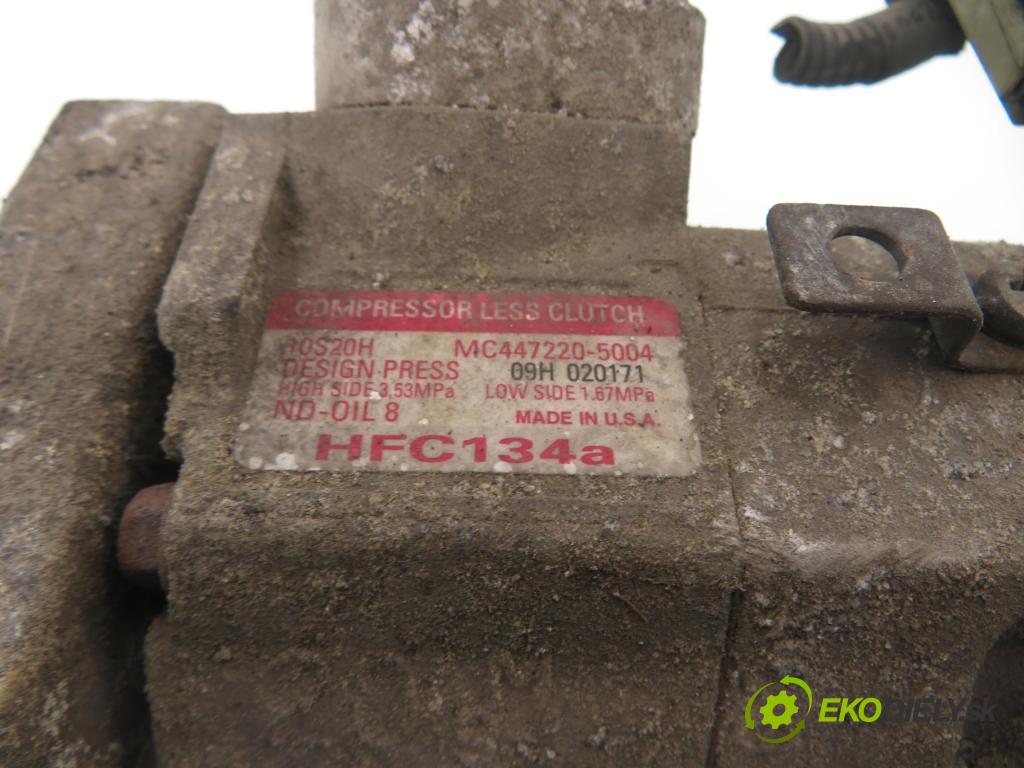 COMPRESSOR LESS CLUTCH
10S20H MC447220-5004
DESIGN PRESS 09H 020171
HIGH SIDE 3.53MPa LOW SIDE 1.67MPa
ND-OIL 8 MADE IN U.S.A.
HFC134a
EKODIELY.SK